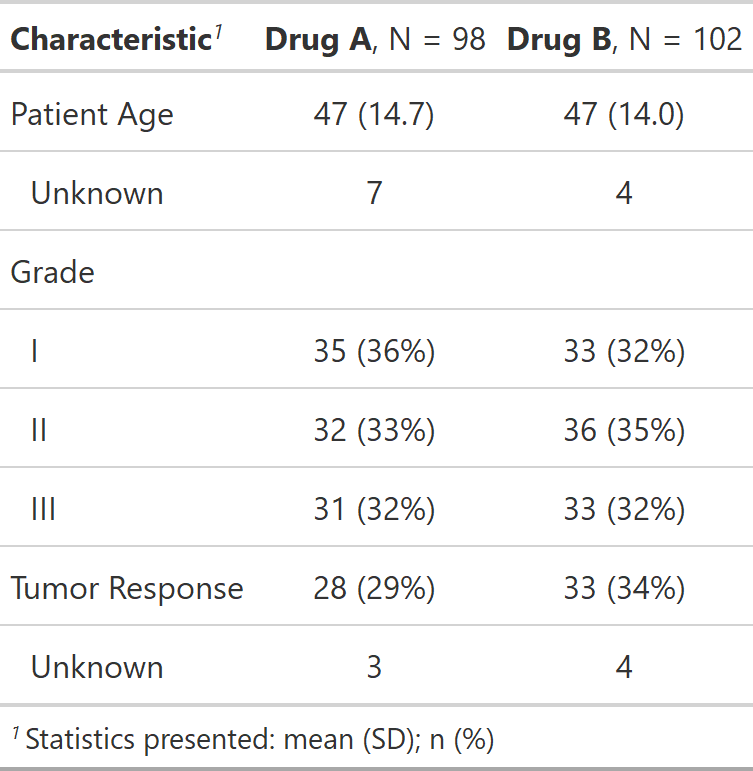 Characteristic1 Drug A, N = 98 Drug B, N = 102
Patient Age 47 (14.7) 47 (14.0)
Unknown 7 4
Grade
I 35 (36%) 33 (32%)
II 32 (33%) 36 (35%)
III 31 (32%) 33 (32%)
Tumor Response 28 (29%) 33 (34%)
Unknown 3 4
1 Statistics presented: mean (SD); n (%)